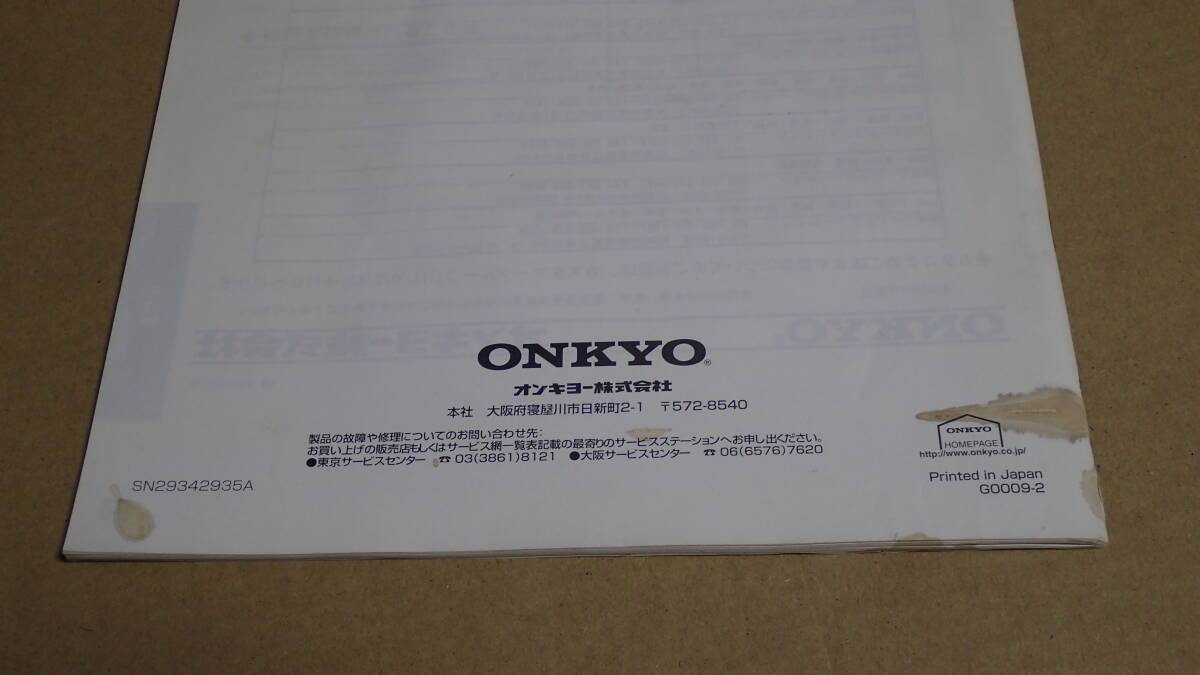 ONKYO®
オンキヨー株式会社
本社 大阪府寝屋川市日新町2-1 〒572-8540
製品の故障や修理についてのお問い合わせ先:
お買い上げの販売店もしくはサービス網一覧表記載の最寄りのサービスステーションへお申し出ください。
●東京サービスセンター ☎ 03(3861)8121 ●大阪サービスセンター ☎ 06(6576)7620
SN29342935A
ONKYO
HOMEPAGE
http://www.onkyo.co.jp/
Printed in Japan
G0009-2